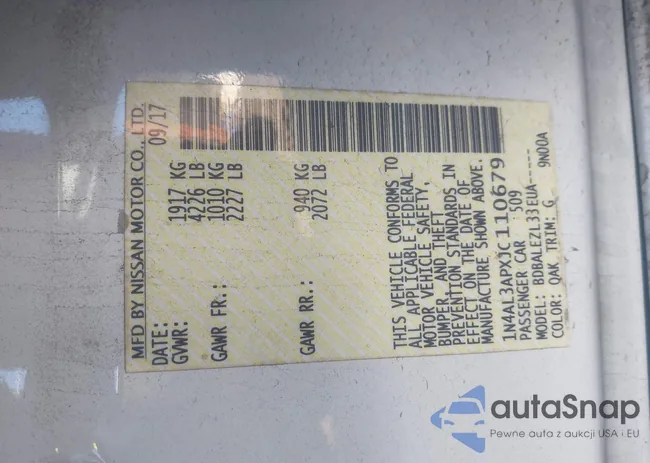 MFD BY NISSAN MOTOR CO., LTD.
DATE: 09/17
GVWR: 1917 KG
4226 LB
GAWR FR.: 1010 KG
2227 LB
GAWR RR.: 940 KG
2072 LB
THIS VEHICLE CONFORMS TO
ALL APPLICABLE FEDERAL
MOTOR VEHICLE SAFETY,
BUMPER, AND THEFT
PREVENTION STANDARDS IN
EFFECT ON THE DATE OF
MANUFACTURE SHOWN ABOVE.
1N4AL3APXJC110679
PASSENGER CAR S09
MODEL: BDBALEZL33EUA-----
COLOR: QAK TRIM: G 9N00A
autaSnap
Pewne auta z aukcji USA i EU